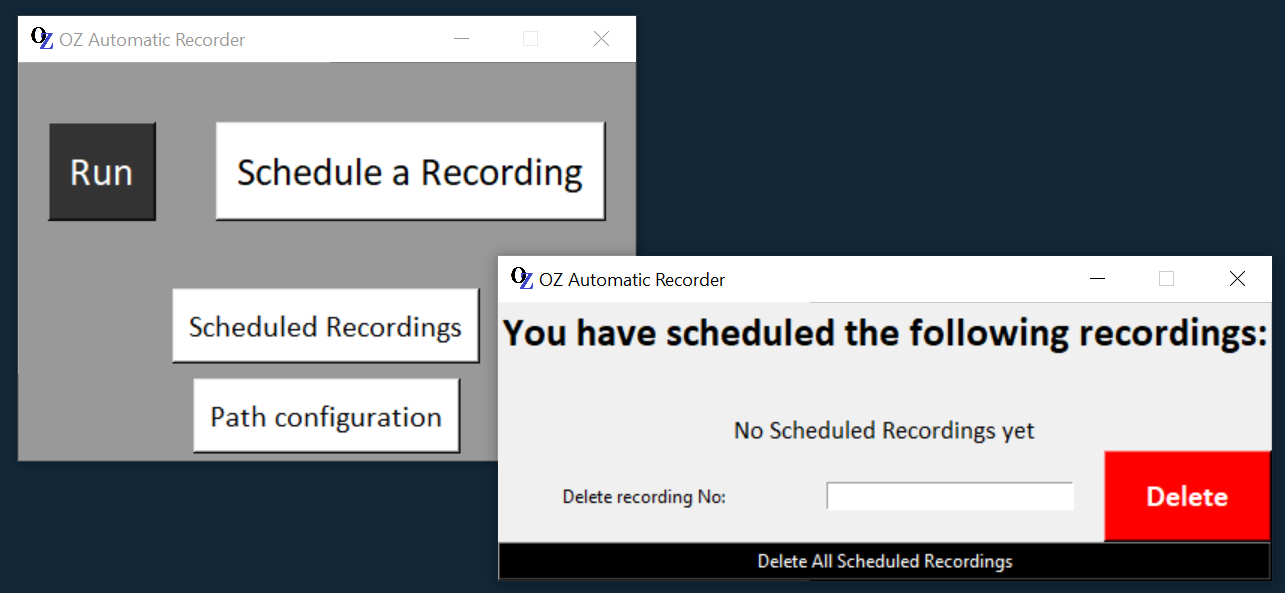 OZ OZ Automatic Recorder
Run
Schedule a Recording
Scheduled Recordings
Path configuration
OZ OZ Automatic Recorder
You have scheduled the following recordings:
No Scheduled Recordings yet
Delete recording No:
Delete
Delete All Scheduled Recordings